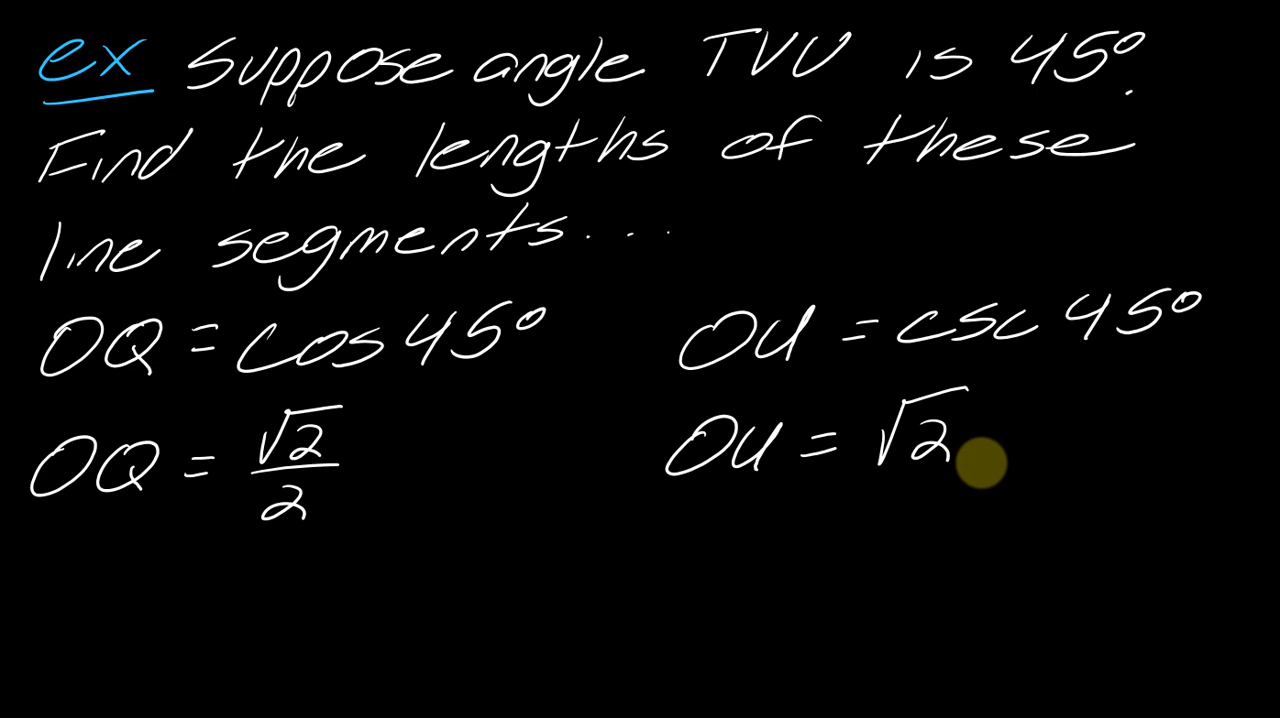 ex Suppose angle TVU is 45°.
Find the lengths of these
line segments...
OQ = cos 45° OU = csc 45°
OQ = √2/2 OU = √2